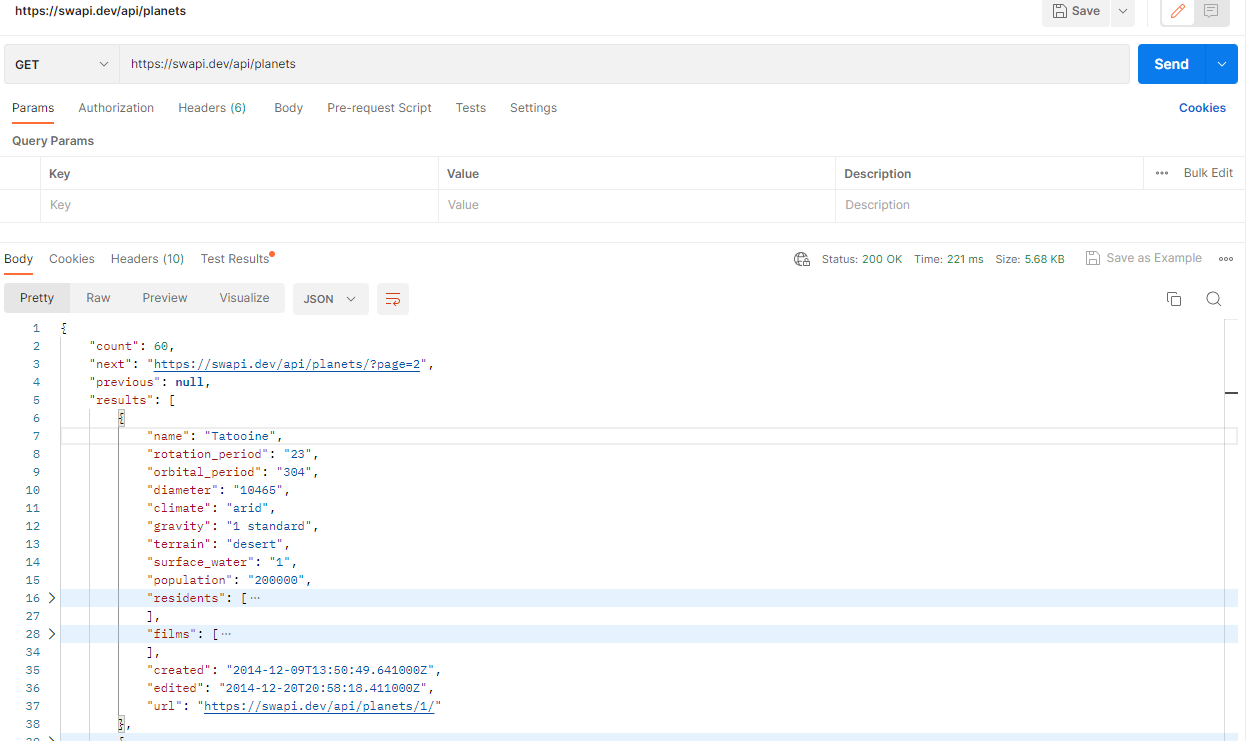 https://swapi.dev/api/planets
Save
GET
https://swapi.dev/api/planets
Send
Params Authorization Headers (6) Body Pre-request Script Tests Settings Cookies
Query Params
Key Value Description ••• Bulk Edit
Key Value Description
Body Cookies Headers (10) Test Results Status: 200 OK Time: 221 ms Size: 5.68 KB Save as Example •••
Pretty Raw Preview Visualize JSON
1 {
2 "count": 60,
3 "next": "https://swapi.dev/api/planets/?page=2",
4 "previous": null,
5 "results": [
6 {
7 "name": "Tatooine",
8 "rotation_period": "23",
9 "orbital_period": "304",
10 "diameter": "10465",
11 "climate": "arid",
12 "gravity": "1 standard",
13 "terrain": "desert",
14 "surface_water": "1",
15 "population": "200000",
16 "residents": [ ···
27 ],
28 "films": [ ···
34 ],
35 "created": "2014-12-09T13:50:49.641000Z",
36 "edited": "2014-12-20T20:58:18.411000Z",
37 "url": "https://swapi.dev/api/planets/1/"
38 },